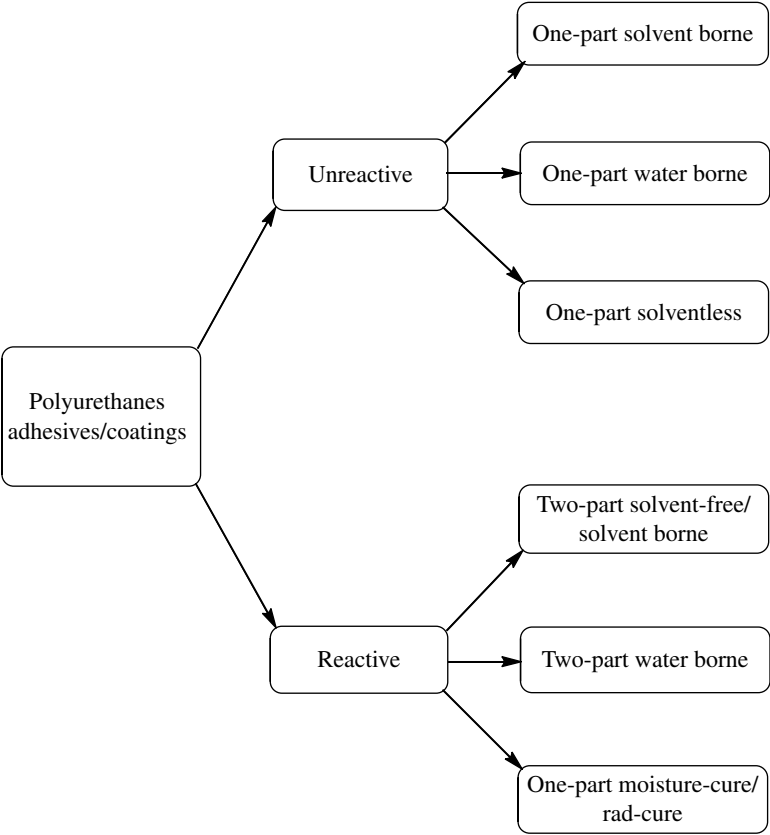 One-part solvent borne
Unreactive
One-part water borne
One-part solventless
Polyurethanes
adhesives/coatings
Two-part solvent-free/
solvent borne
Reactive
Two-part water borne
One-part moisture-cure/
rad-cure